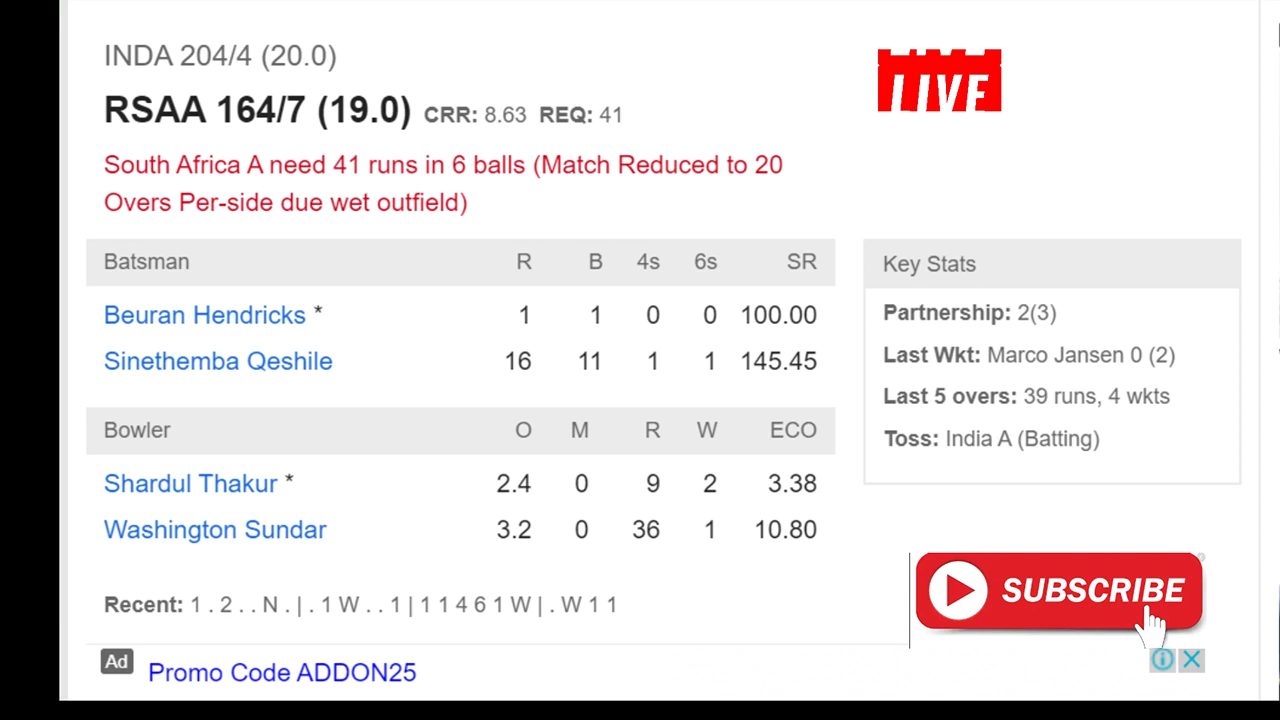 INDA 204/4 (20.0)
LIVE
RSAA 164/7 (19.0) CRR: 8.63 REQ: 41
South Africa A need 41 runs in 6 balls (Match Reduced to 20
Overs Per-side due wet outfield)
Batsman R B 4s 6s SR
Beuran Hendricks * 1 1 0 0 100.00
Sinethemba Qeshile 16 11 1 1 145.45
Bowler O M R W ECO
Shardul Thakur * 2.4 0 9 2 3.38
Washington Sundar 3.2 0 36 1 10.80
Recent: 1 . 2 . . N . | . 1 W . . 1 | 1 1 4 6 1 W | . W 1 1
Key Stats
Partnership: 2(3)
Last Wkt: Marco Jansen 0 (2)
Last 5 overs: 39 runs, 4 wkts
Toss: India A (Batting)
SUBSCRIBE
Ad Promo Code ADDON25